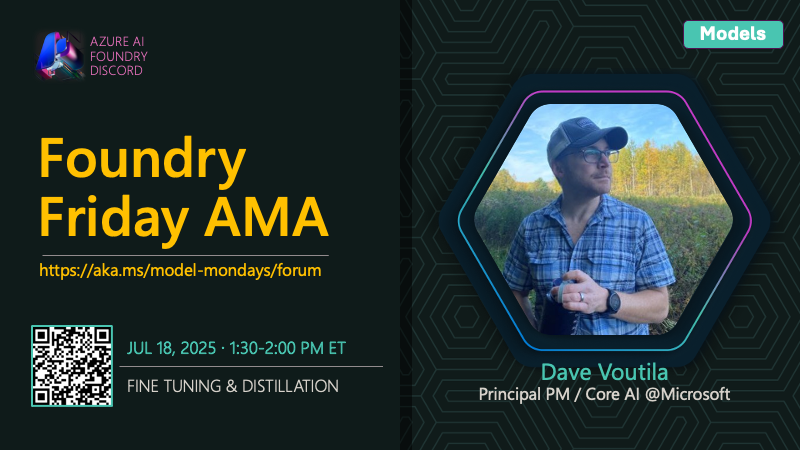 AZURE AI
FOUNDRY
DISCORD
Models
Foundry
Friday AMA
https://aka.ms/model-mondays/forum
JUL 18, 2025 · 1:30-2:00 PM ET
FINE TUNING & DISTILLATION
Dave Voutila
Principal PM / Core AI @Microsoft